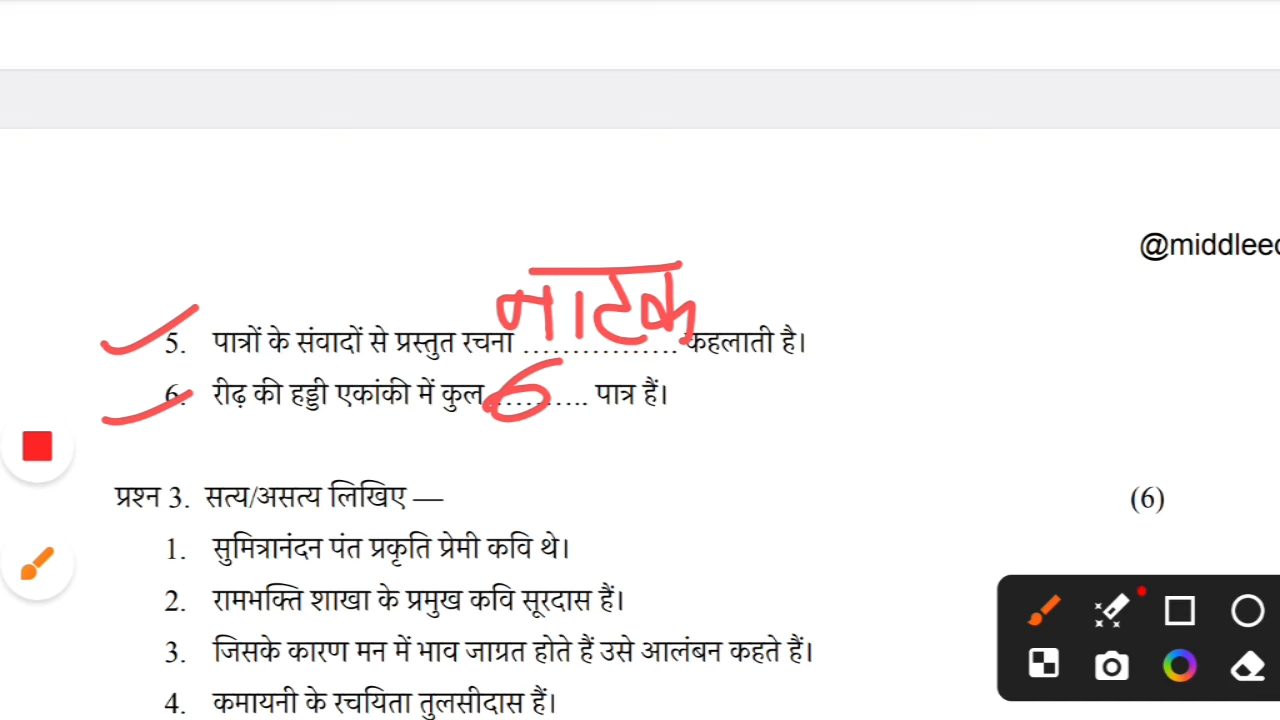 @middleec
नाटक
5. पात्रों के संवादों से प्रस्तुत रचना ................ कहलाती है।
6. रीढ़ की हड्डी एकांकी में कुल 6 ........... पात्र हैं।
प्रश्न 3. सत्य/असत्य लिखिए — (6)
1. सुमित्रानंदन पंत प्रकृति प्रेमी कवि थे।
2. रामभक्ति शाखा के प्रमुख कवि सूरदास हैं।
3. जिसके कारण मन में भाव जाग्रत होते हैं उसे आलंबन कहते हैं।
4. कमायनी के रचयिता तुलसीदास हैं।